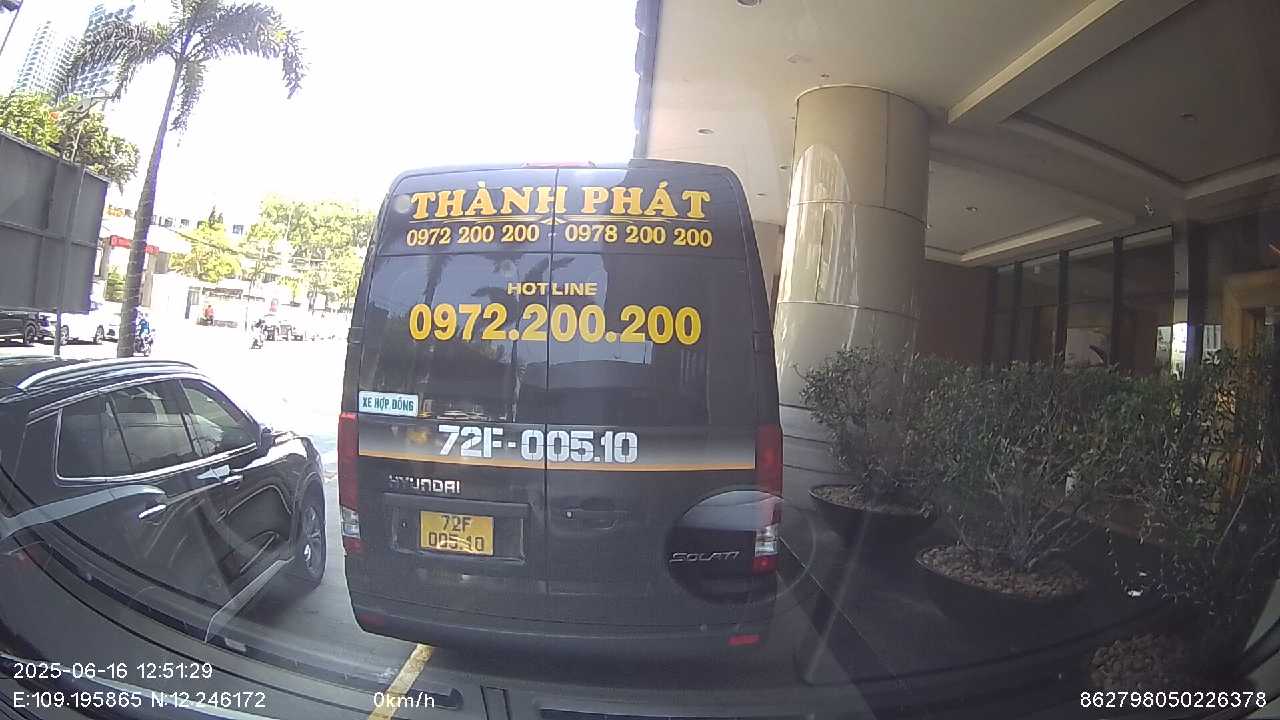 THÀNH PHÁT
0972 200 200 - 0978 200 200
HOTLINE
0972.200.200
XE HỢP ĐỒNG
72F-005.10
HYUNDAI
72F
005.10
SOLATI
2025-06-16 12:51:29
E:109.195865 N:12.246172 0km/h 862798050226378